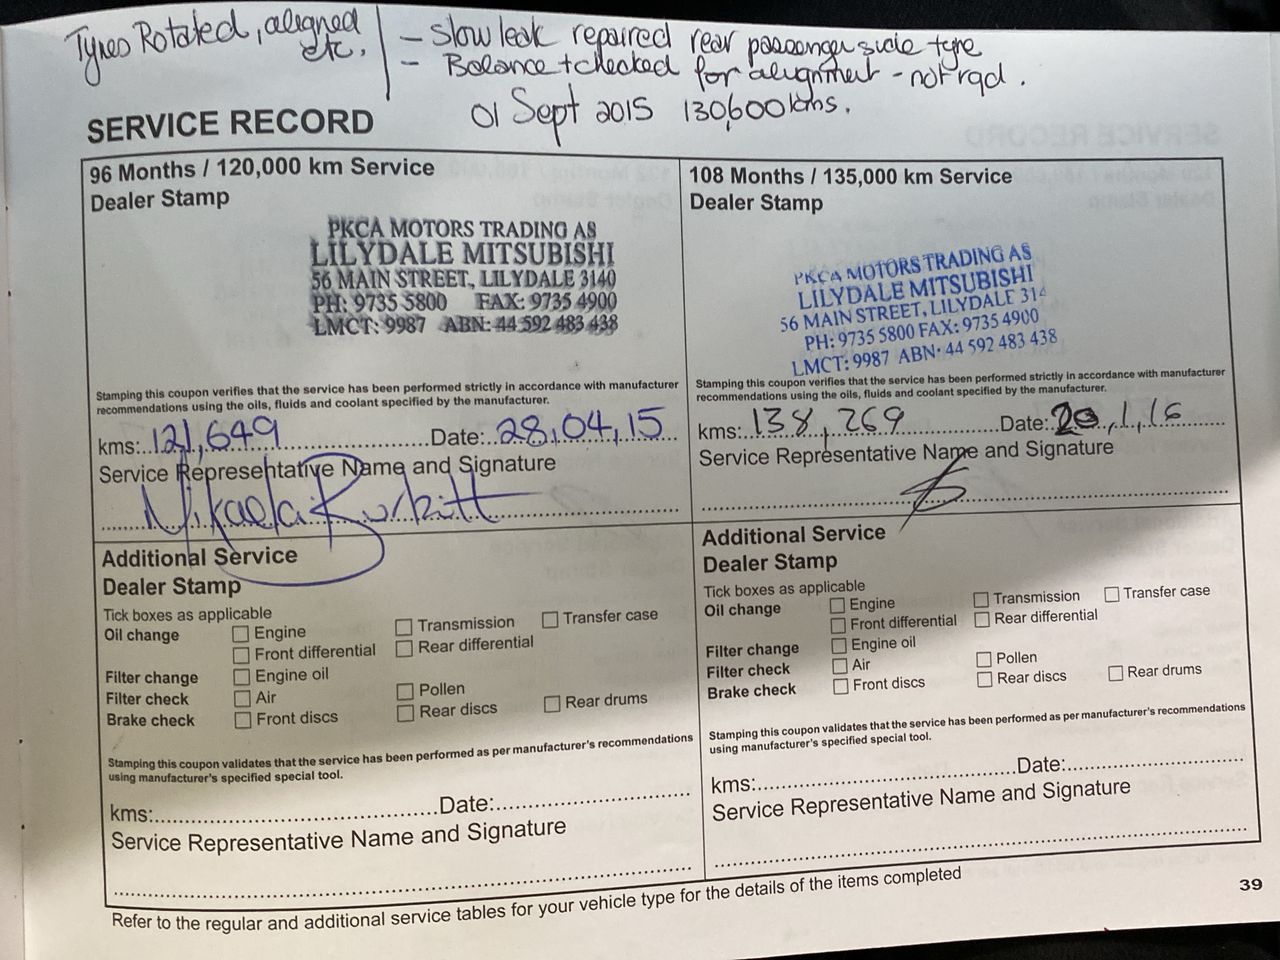 Tyres Rotated, aligned etc.
- Slow leak repaired rear passenger side tyre
- Balance + checked for alignment - not rqd.
01 Sept 2015 130,600kms.
SERVICE RECORD
96 Months / 120,000 km Service
Dealer Stamp
PKCA MOTORS TRADING AS
LILYDALE MITSUBISHI
56 MAIN STREET, LILYDALE 3140
PH: 9735 5800 FAX: 9735 4900
LMCT: 9987 ABN: 44 592 483 438
Stamping this coupon verifies that the service has been performed strictly in accordance with manufacturer
recommendations using the oils, fluids and coolant specified by the manufacturer.
kms: 121,649 Date: 28,04,15
Service Representative Name and Signature
Mikaela
Additional Service
Dealer Stamp
Tick boxes as applicable
Oil change Engine Transmission Transfer case
Front differential Rear differential
Filter change Engine oil
Filter check Air Pollen
Brake check Front discs Rear discs Rear drums
Stamping this coupon validates that the service has been performed as per manufacturer's recommendations
using manufacturer's specified special tool.
kms: Date:
Service Representative Name and Signature
108 Months / 135,000 km Service
Dealer Stamp
PKCA MOTORS TRADING AS
LILYDALE MITSUBISHI
56 MAIN STREET, LILYDALE 314
PH: 9735 5800 FAX: 9735 4900
LMCT: 9987 ABN: 44 592 483 438
Stamping this coupon verifies that the service has been performed strictly in accordance with manufacturer
recommendations using the oils, fluids and coolant specified by the manufacturer.
kms: 138,269 Date: 20,1,16
Service Representative Name and Signature
Additional Service
Dealer Stamp
Tick boxes as applicable
Oil change Engine Transmission Transfer case
Front differential Rear differential
Filter change Engine oil
Filter check Air Pollen
Brake check Front discs Rear discs Rear drums
Stamping this coupon validates that the service has been performed as per manufacturer's recommendations
using manufacturer's specified special tool.
kms: Date:
Service Representative Name and Signature
Refer to the regular and additional service tables for your vehicle type for the details of the items completed
39